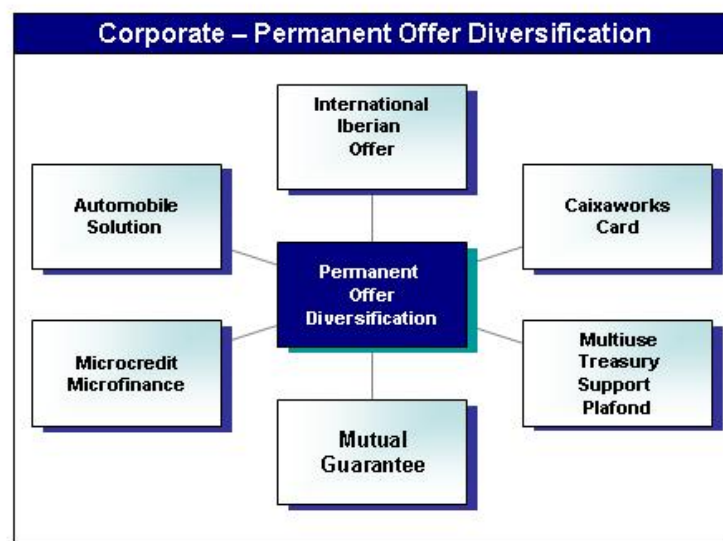 Corporate – Permanent Offer Diversification
International
Iberian
Offer
Automobile
Solution
Caixaworks
Card
Permanent
Offer
Diversification
Microcredit
Microfinance
Multiuse
Treasury
Support
Plafond
Mutual
Guarantee